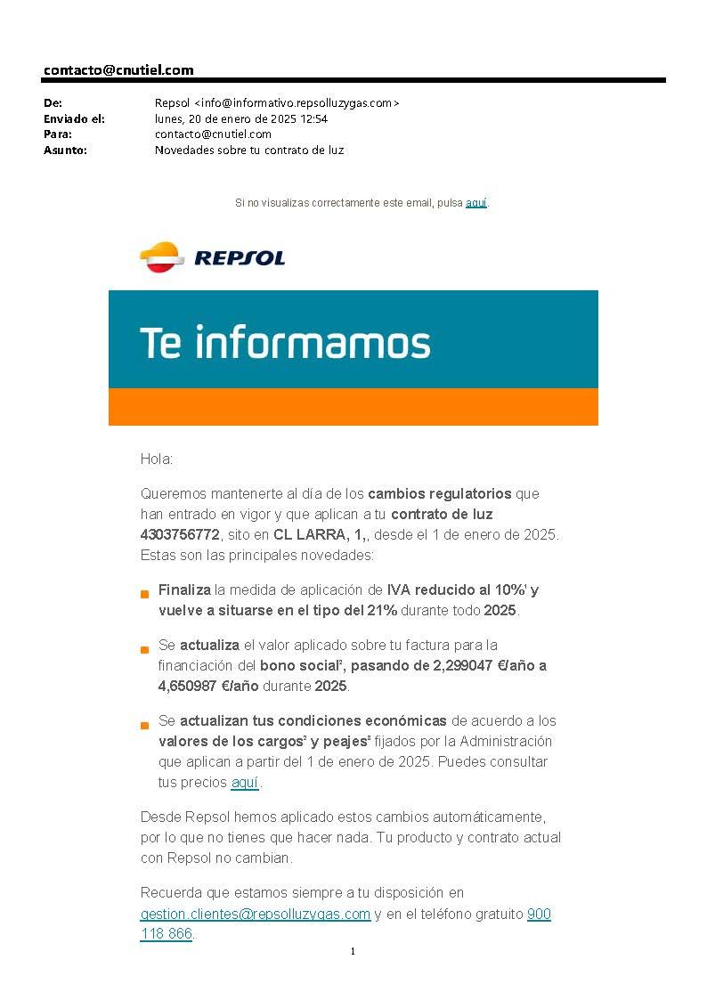 contacto@cnutiel.com
De: Repsol <info@informativo.repsolluzygas.com>
Enviado el: lunes, 20 de enero de 2025 12:54
Para: contacto@cnutiel.com
Asunto: Novedades sobre tu contrato de luz
Si no visualizas correctamente este email, pulsa aquí.
REPSOL
Te informamos
Hola:
Queremos mantenerte al día de los cambios regulatorios que
han entrado en vigor y que aplican a tu contrato de luz
4303756772, sito en CL LARRA, 1,, desde el 1 de enero de 2025.
Estas son las principales novedades:
Finaliza la medida de aplicación de IVA reducido al 10%¹ y
vuelve a situarse en el tipo del 21% durante todo 2025.
Se actualiza el valor aplicado sobre tu factura para la
financiación del bono social², pasando de 2,299047 €/año a
4,650987 €/año durante 2025.
Se actualizan tus condiciones económicas de acuerdo a los
valores de los cargos² y peajes³ fijados por la Administración
que aplican a partir del 1 de enero de 2025. Puedes consultar
tus precios aquí.
Desde Repsol hemos aplicado estos cambios automáticamente,
por lo que no tienes que hacer nada. Tu producto y contrato actual
con Repsol no cambian.
Recuerda que estamos siempre a tu disposición en
gestion.clientes@repsolluzygas.com y en el teléfono gratuito 900
118 866.
1